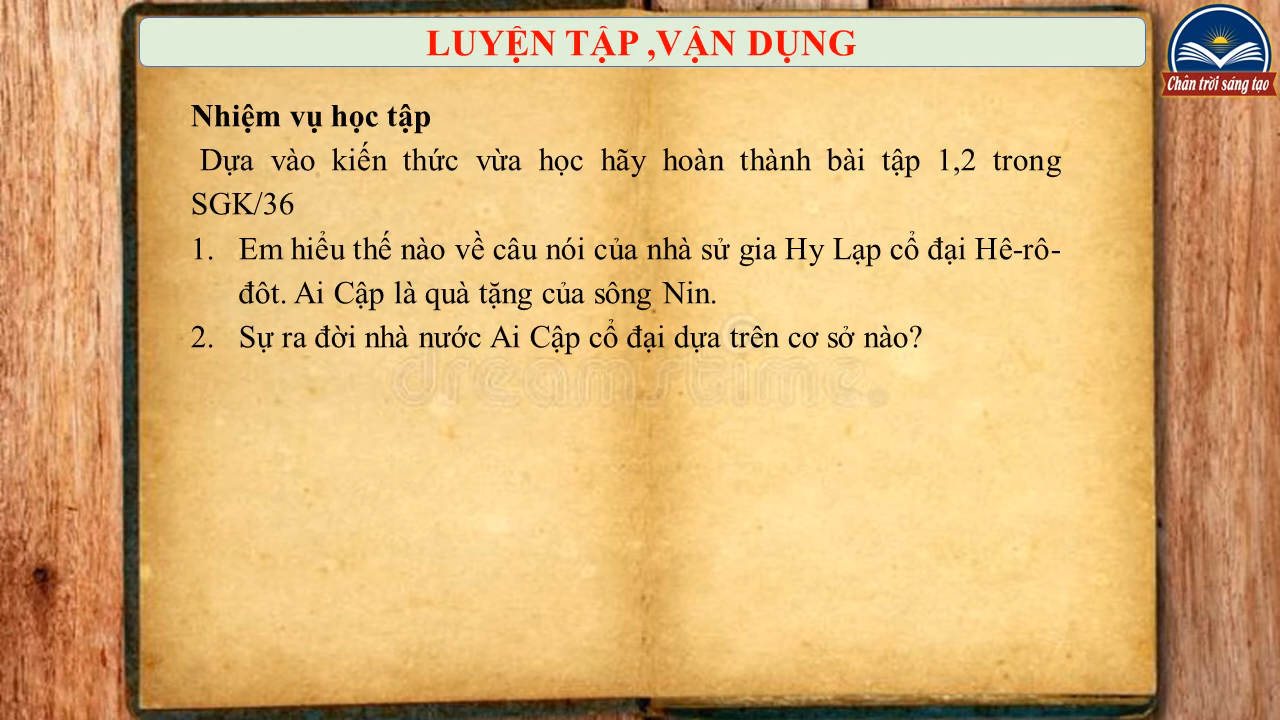 LUYỆN TẬP ,VẬN DỤNG
Chân trời sáng tạo
Nhiệm vụ học tập
Dựa vào kiến thức vừa học hãy hoàn thành bài tập 1,2 trong
SGK/36
1. Em hiểu thế nào về câu nói của nhà sử gia Hy Lạp cổ đại Hê-rô-
đôt. Ai Cập là quà tặng của sông Nin.
2. Sự ra đời nhà nước Ai Cập cổ đại dựa trên cơ sở nào?
dreamstime.